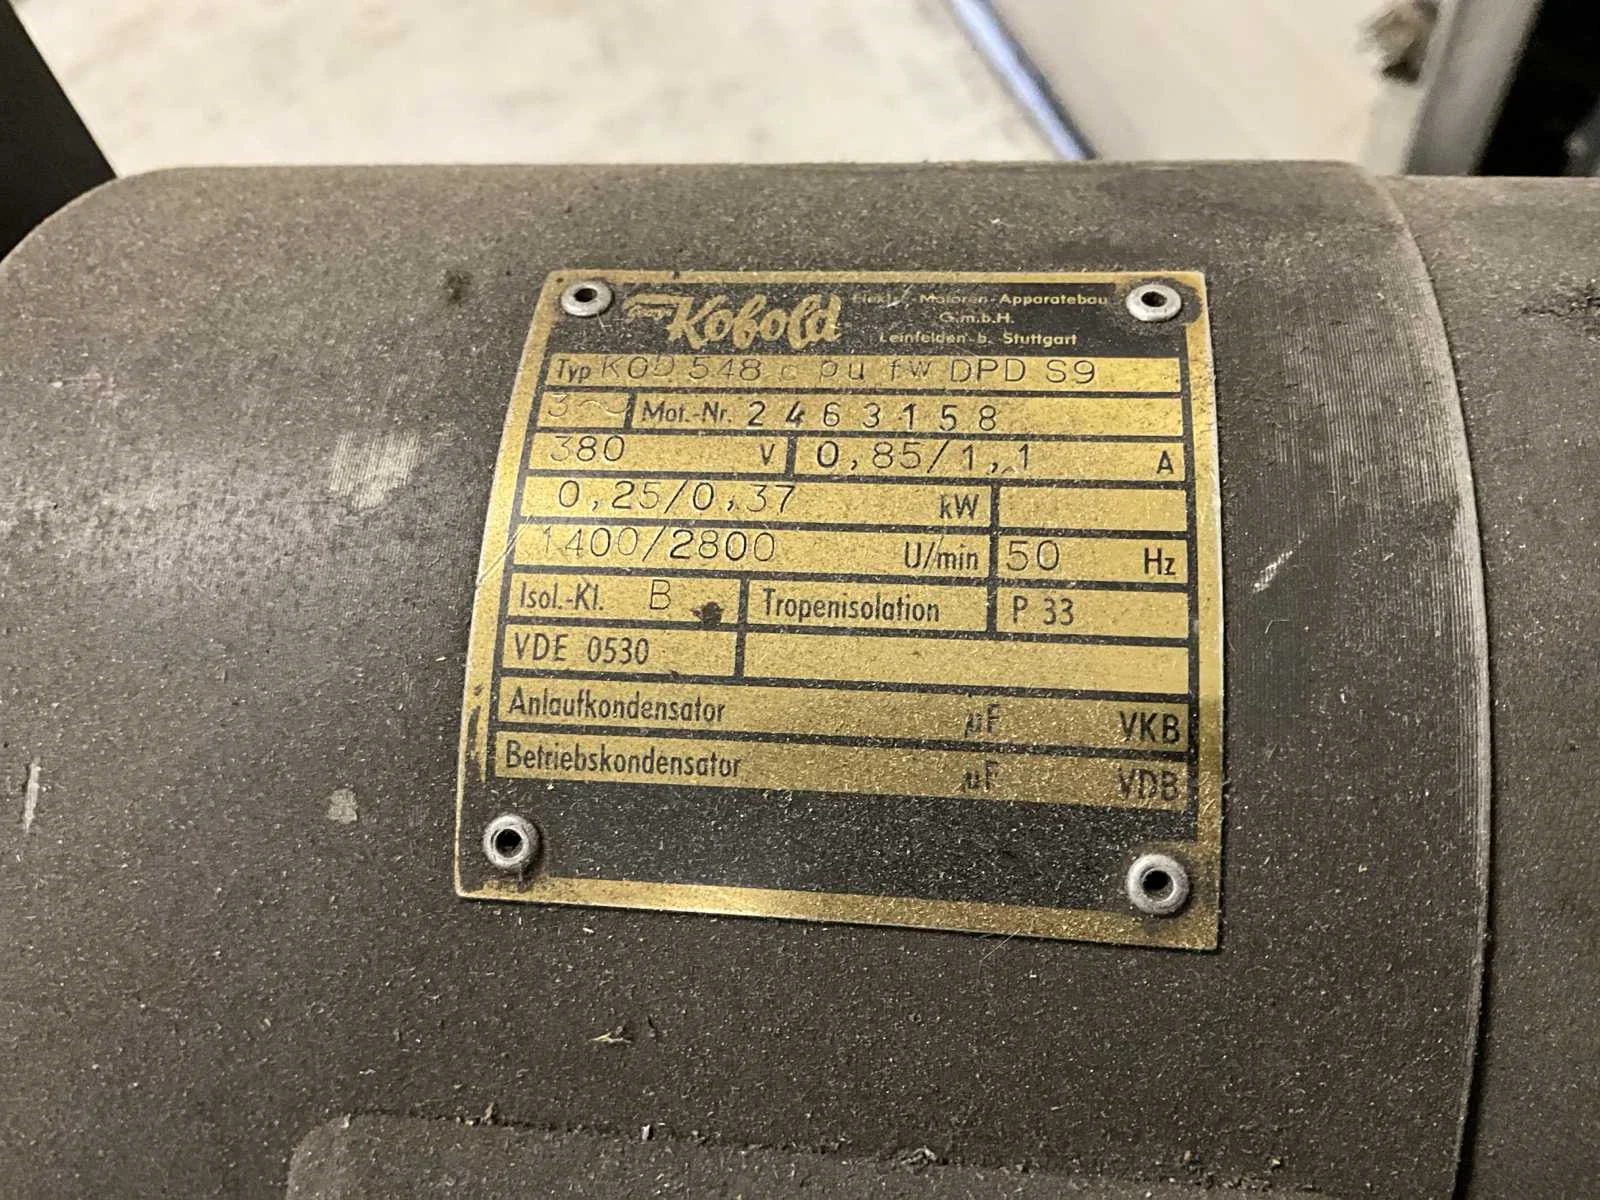 Kobold
Elektr.-Motoren-Apparatebau
G.m.b.H.
Leinfelden b. Stuttgart
Typ KOD 548 pu fw DPD S9
3~ Mot.-Nr. 2463158
380 V 0,85/1,1 A
0,25/0,37 kW
1400/2800 U/min 50 Hz
Isol.-Kl. B Tropenisolation P 33
VDE 0530
Anlaufkondensator µF VKB
Betriebskondensator µF VDB